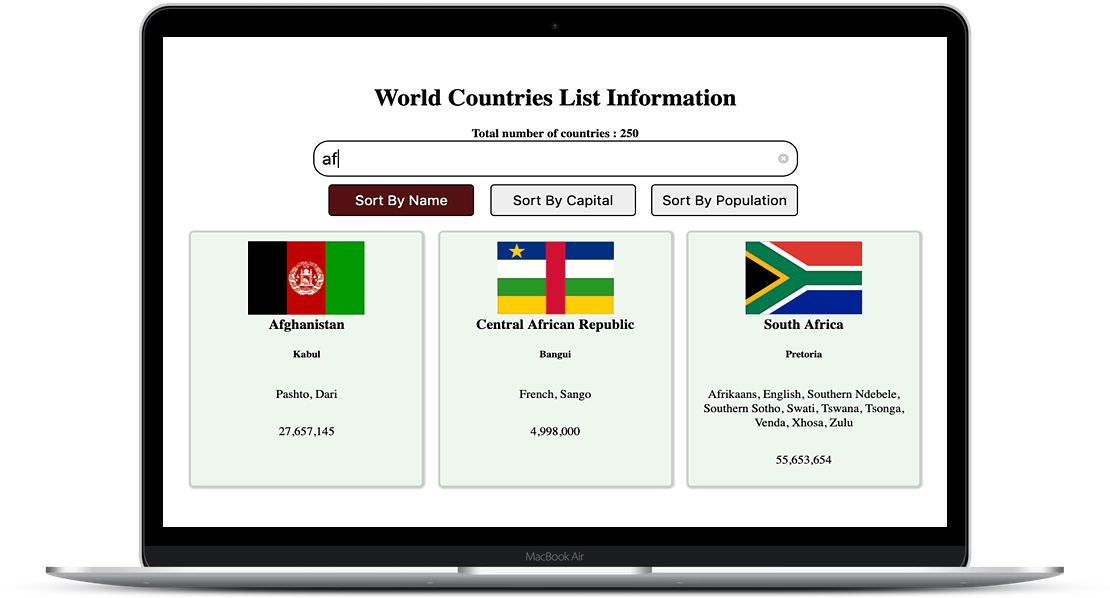 World Countries List Information
Total number of countries : 250
af
Sort By Name
Sort By Capital
Sort By Population
Afghanistan
Kabul
Pashto, Dari
27,657,145
Central African Republic
Bangui
French, Sango
4,998,000
South Africa
Pretoria
Afrikaans, English, Southern Ndebele,
Southern Sotho, Swati, Tswana, Tsonga,
Venda, Xhosa, Zulu
55,653,654
MacBook Air